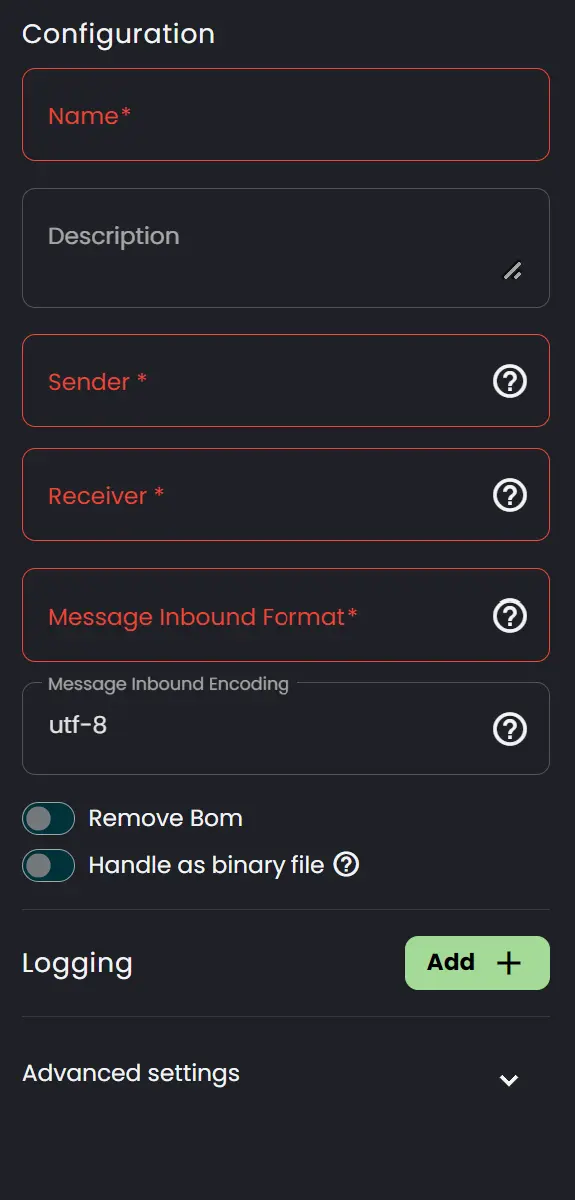 Configuration
Name*
Description
Sender *
Receiver *
Message Inbound Format*
Message Inbound Encoding
utf-8
Remove Bom
Handle as binary file
Logging
Add +
Advanced settings